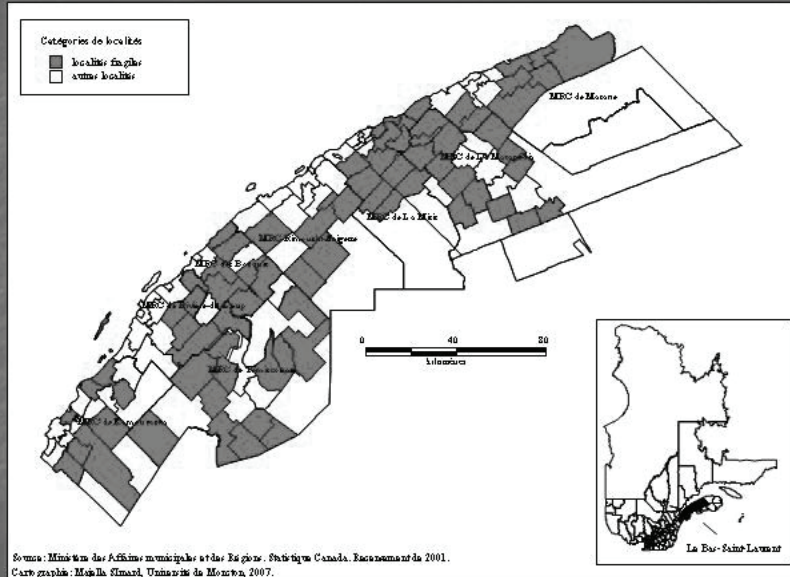 Catégories de localités
localités fragiles
autres localités
MRC de Matane
MRC de La Matapédia
MRC de La Mitis
MRC Rimouski-Neigette
MRC des Basques
MRC de Rivière-du-Loup
0 40 80
kilomètres
MRC de Témiscouata
MRC de Kamouraska
Le Bas-Saint-Laurent
Source: Ministère des Affaires municipales et des Régions. Statistique Canada. Recensement de 2001.
Cartographie: Majella Simard, Université de Moncton, 2007.